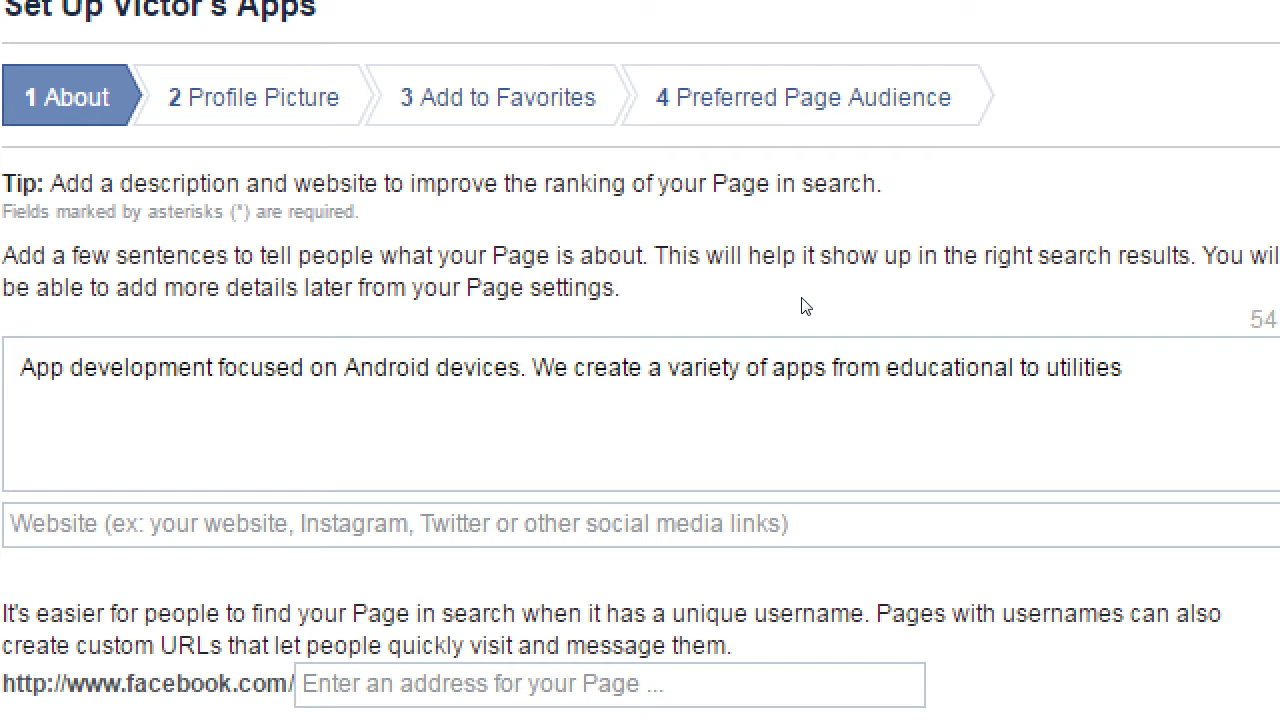 Set Up Victor's Apps
1 About 2 Profile Picture 3 Add to Favorites 4 Preferred Page Audience
Tip: Add a description and website to improve the ranking of your Page in search.
Fields marked by asterisks (*) are required.
Add a few sentences to tell people what your Page is about. This will help it show up in the right search results. You wil
be able to add more details later from your Page settings.
54
App development focused on Android devices. We create a variety of apps from educational to utilities
Website (ex: your website, Instagram, Twitter or other social media links)
It's easier for people to find your Page in search when it has a unique username. Pages with usernames can also
create custom URLs that let people quickly visit and message them.
http://www.facebook.com/ Enter an address for your Page ...